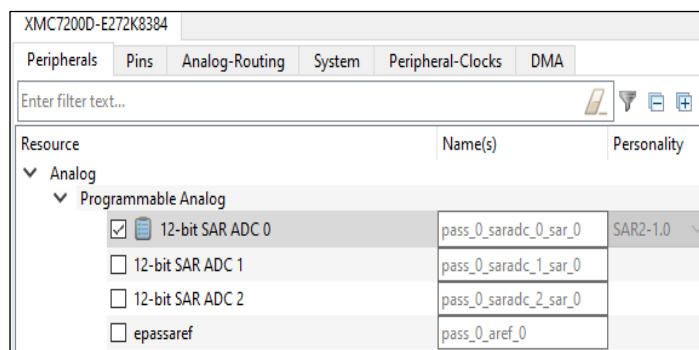 XMC7200D-E272K8384
Peripherals Pins Analog-Routing System Peripheral-Clocks DMA
Enter filter text...
Resource Name(s) Personality
Analog
Programmable Analog
12-bit SAR ADC 0 pass_0_saradc_0_sar_0 SAR2-1.0
12-bit SAR ADC 1 pass_0_saradc_1_sar_0
12-bit SAR ADC 2 pass_0_saradc_2_sar_0
epassaref pass_0_aref_0